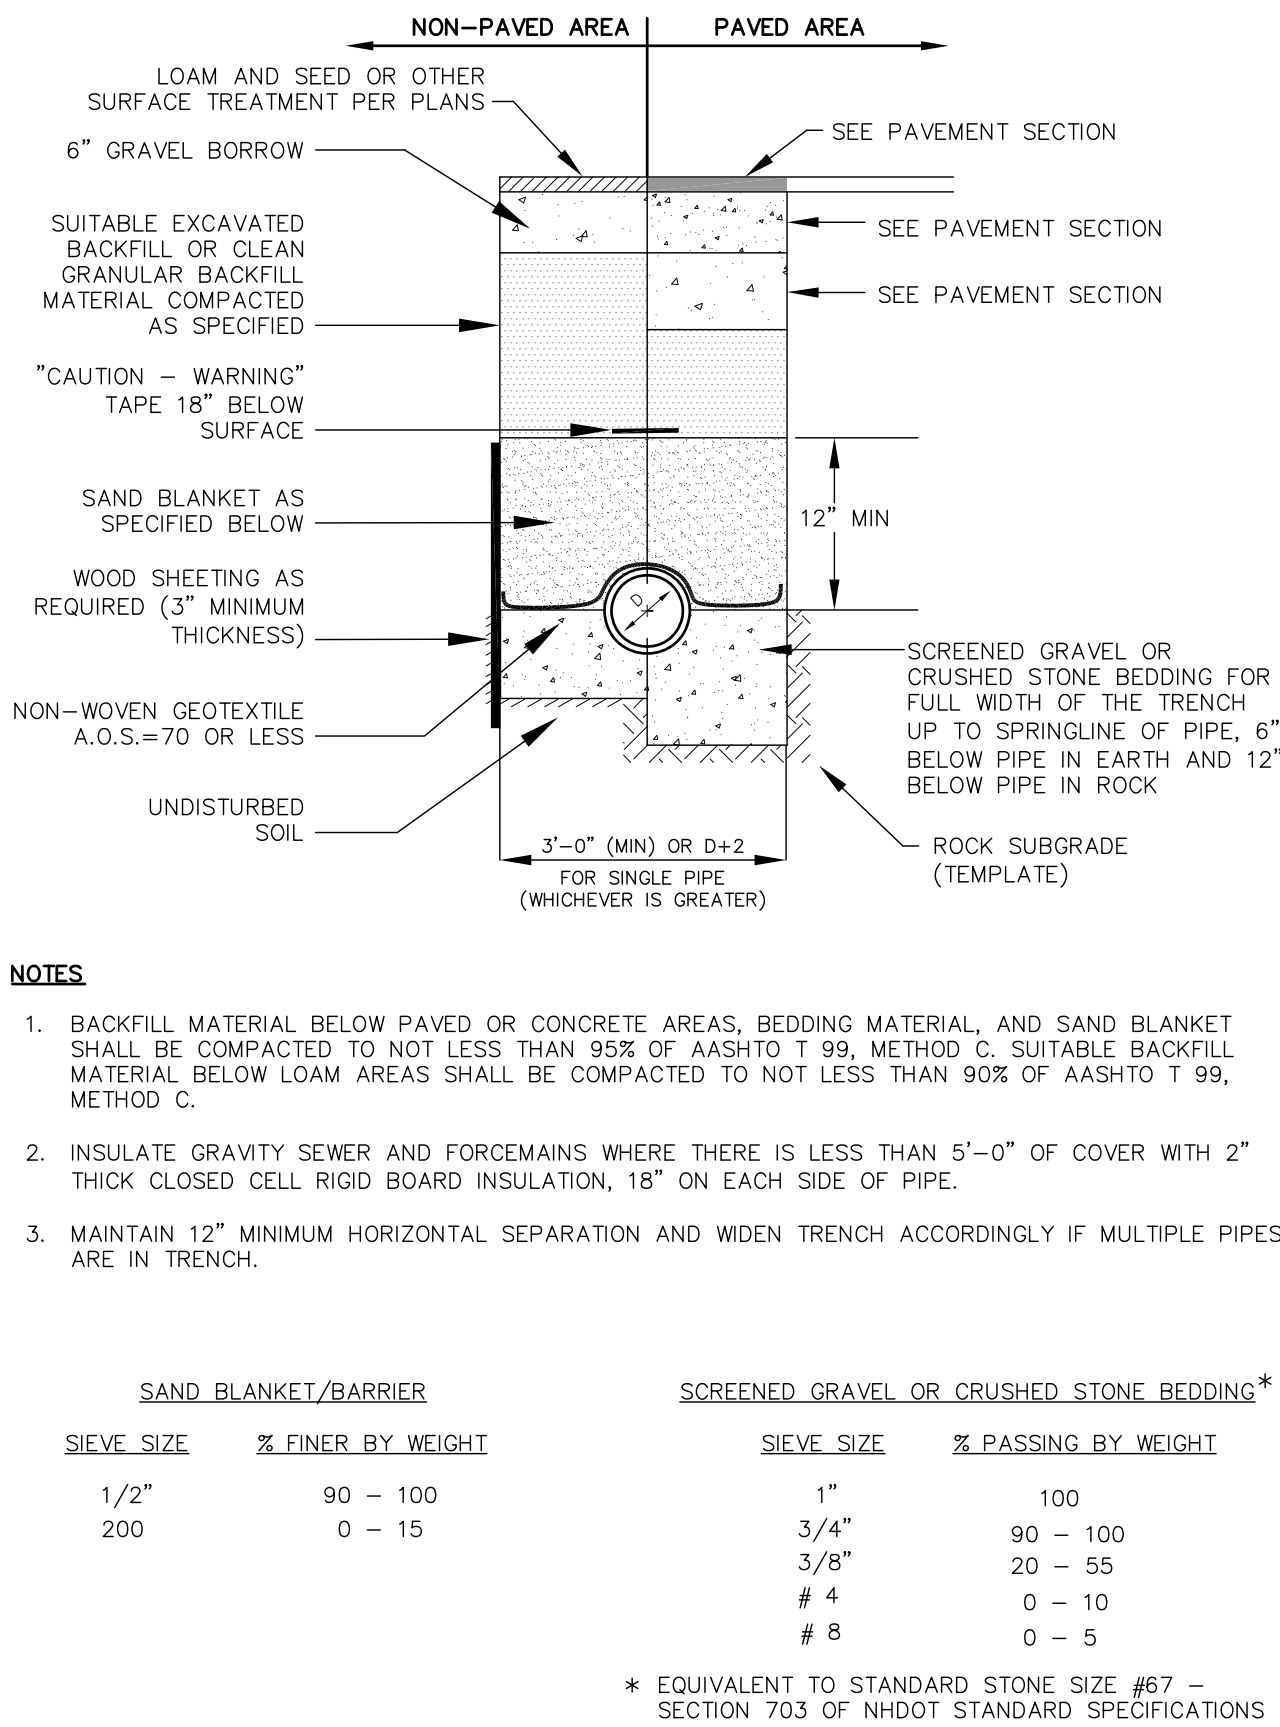 NON-PAVED AREA
PAVED AREA
LOAM AND SEED OR OTHER
SURFACE TREATMENT PER PLANS
6" GRAVEL BORROW
SUITABLE EXCAVATED
BACKFILL OR CLEAN
GRANULAR BACKFILL
MATERIAL COMPACTED
AS SPECIFIED
"CAUTION - WARNING"
TAPE 18" BELOW
SURFACE
SAND BLANKET AS
SPECIFIED BELOW
WOOD SHEETING AS
REQUIRED (3" MINIMUM
THICKNESS)
NON-WOVEN GEOTEXTILE
A.O.S.=70 OR LESS
UNDISTURBED
SOIL
SEE PAVEMENT SECTION
SEE PAVEMENT SECTION
SEE PAVEMENT SECTION
12" MIN
D
SCREENED GRAVEL OR
CRUSHED STONE BEDDING FOR
FULL WIDTH OF THE TRENCH
UP TO SPRINGLINE OF PIPE, 6"
BELOW PIPE IN EARTH AND 12"
BELOW PIPE IN ROCK
ROCK SUBGRADE
(TEMPLATE)
3'-0" (MIN) OR D+2
FOR SINGLE PIPE
(WHICHEVER IS GREATER)
NOTES
1. BACKFILL MATERIAL BELOW PAVED OR CONCRETE AREAS, BEDDING MATERIAL, AND SAND BLANKET
SHALL BE COMPACTED TO NOT LESS THAN 95% OF AASHTO T 99, METHOD C. SUITABLE BACKFILL
MATERIAL BELOW LOAM AREAS SHALL BE COMPACTED TO NOT LESS THAN 90% OF AASHTO T 99,
METHOD C.
2. INSULATE GRAVITY SEWER AND FORCEMAINS WHERE THERE IS LESS THAN 5'-0" OF COVER WITH 2"
THICK CLOSED CELL RIGID BOARD INSULATION, 18" ON EACH SIDE OF PIPE.
3. MAINTAIN 12" MINIMUM HORIZONTAL SEPARATION AND WIDEN TRENCH ACCORDINGLY IF MULTIPLE PIPES
ARE IN TRENCH.
SAND BLANKET/BARRIER
SIEVE SIZE % FINER BY WEIGHT
1/2" 90 - 100
200 0 - 15
SCREENED GRAVEL OR CRUSHED STONE BEDDING*
SIEVE SIZE % PASSING BY WEIGHT
1" 100
3/4" 90 - 100
3/8" 20 - 55
# 4 0 - 10
# 8 0 - 5
* EQUIVALENT TO STANDARD STONE SIZE #67 -
SECTION 703 OF NHDOT STANDARD SPECIFICATIONS